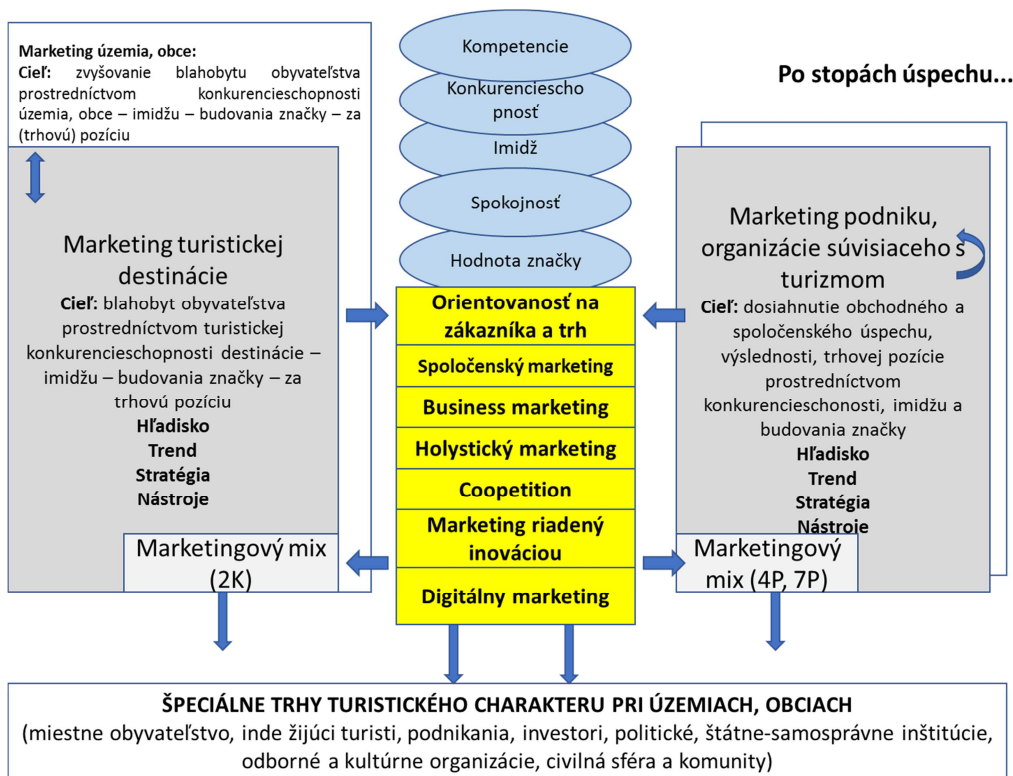 Marketing územia, obce:
Cieľ: zvyšovanie blahobytu obyvateľstva
prostredníctvom konkurencieschopnosti
územia, obce – imidžu – budovania značky – za
(trhovú) pozíciu
Marketing turistickej
destinácie
Cieľ: blahobyt obyvateľstva
prostredníctvom turistickej
konkurencieschopnosti destinácie –
imidžu – budovania značky – za
trhovú pozíciu
Hľadisko
Trend
Stratégia
Nástroje
Marketingový mix
(2K)
Kompetencie
Konkurenciescho
pnosť
Imidž
Spokojnosť
Hodnota značky
Orientovanosť na
zákazníka a trh
Spoločenský marketing
Business marketing
Holystický marketing
Coopetition
Marketing riadený
inováciou
Digitálny marketing
Po stopách úspechu...
Marketing podniku,
organizácie súvisiaceho s
turizmom
Cieľ: dosiahnutie obchodného a
spoločenského úspechu,
výslednosti, trhovej pozície
prostredníctvom
konkurencieschonosti, imidžu a
budovania značky
Hľadisko
Trend
Stratégia
Nástroje
Marketingový
mix (4P, 7P)
ŠPECIÁLNE TRHY TURISTICKÉHO CHARAKTERU PRI ÚZEMIACH, OBCIACH
(miestne obyvateľstvo, inde žijúci turisti, podnikania, investori, politické, štátne-samosprávne inštitúcie,
odborné a kultúrne organizácie, civilná sféra a komunity)